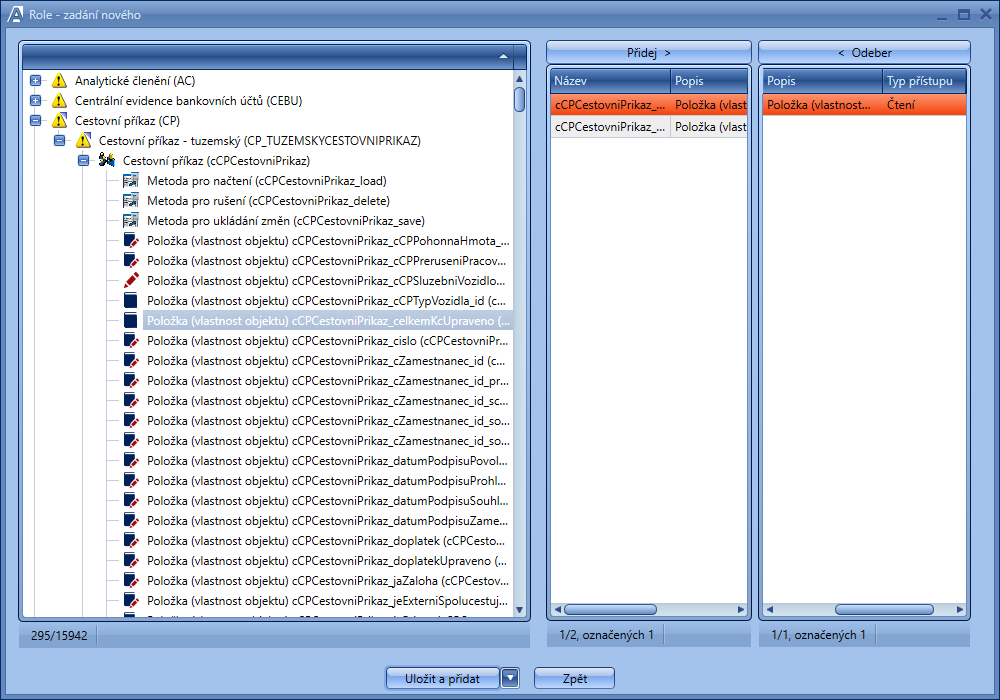 Role - zadání nového
Analytické členění (AC)
Centrální evidence bankovních účtů (CEBU)
Cestovní příkaz (CP)
Cestovní příkaz - tuzemský (CP_TUZEMSKYCESTOVNIPRIKAZ)
Cestovní příkaz (cCPCestovniPrikaz)
Metoda pro načtení (cCPCestovniPrikaz_load)
Metoda pro rušení (cCPCestovniPrikaz_delete)
Metoda pro ukládání změn (cCPCestovniPrikaz_save)
Položka (vlastnost objektu) cCPCestovniPrikaz_cCPPohonnaHmota_...
Položka (vlastnost objektu) cCPCestovniPrikaz_cCPPreruseniPracov...
Položka (vlastnost objektu) cCPCestovniPrikaz_cCPSluzebniVozidlo...
Položka (vlastnost objektu) cCPCestovniPrikaz_cCPTypVozidla_id (c...
Položka (vlastnost objektu) cCPCestovniPrikaz_celkemKcUpraveno (...
Položka (vlastnost objektu) cCPCestovniPrikaz_cislo (cCPCestovniPr...
Položka (vlastnost objektu) cCPCestovniPrikaz_cZamestnanec_id (c...
Položka (vlastnost objektu) cCPCestovniPrikaz_cZamestnanec_id_pr...
Položka (vlastnost objektu) cCPCestovniPrikaz_cZamestnanec_id_sc...
Položka (vlastnost objektu) cCPCestovniPrikaz_cZamestnanec_id_so...
Položka (vlastnost objektu) cCPCestovniPrikaz_cZamestnanec_id_so...
Položka (vlastnost objektu) cCPCestovniPrikaz_datumPodpisuPovol...
Položka (vlastnost objektu) cCPCestovniPrikaz_datumPodpisuProhl...
Položka (vlastnost objektu) cCPCestovniPrikaz_datumPodpisuSouhl...
Položka (vlastnost objektu) cCPCestovniPrikaz_datumPodpisuZame...
Položka (vlastnost objektu) cCPCestovniPrikaz_doplatek (cCPCesto...
Položka (vlastnost objektu) cCPCestovniPrikaz_doplatekUpraveno (...
Položka (vlastnost objektu) cCPCestovniPrikaz_jaZaloha (cCPCestov...
Položka (vlastnost objektu) cCPCestovniPrikaz_jeExterniSpolucestuj...
295/15942
Přidej >
Název Popis
cCPCestovniPrikaz_... Položka (vlast
cCPCestovniPrikaz_... Položka (vlast
1/2, označených 1
< Odeber
Popis Typ přístupu
Položka (vlastnost... Čtení
1/1, označených 1
Uložit a přidat
Zpět